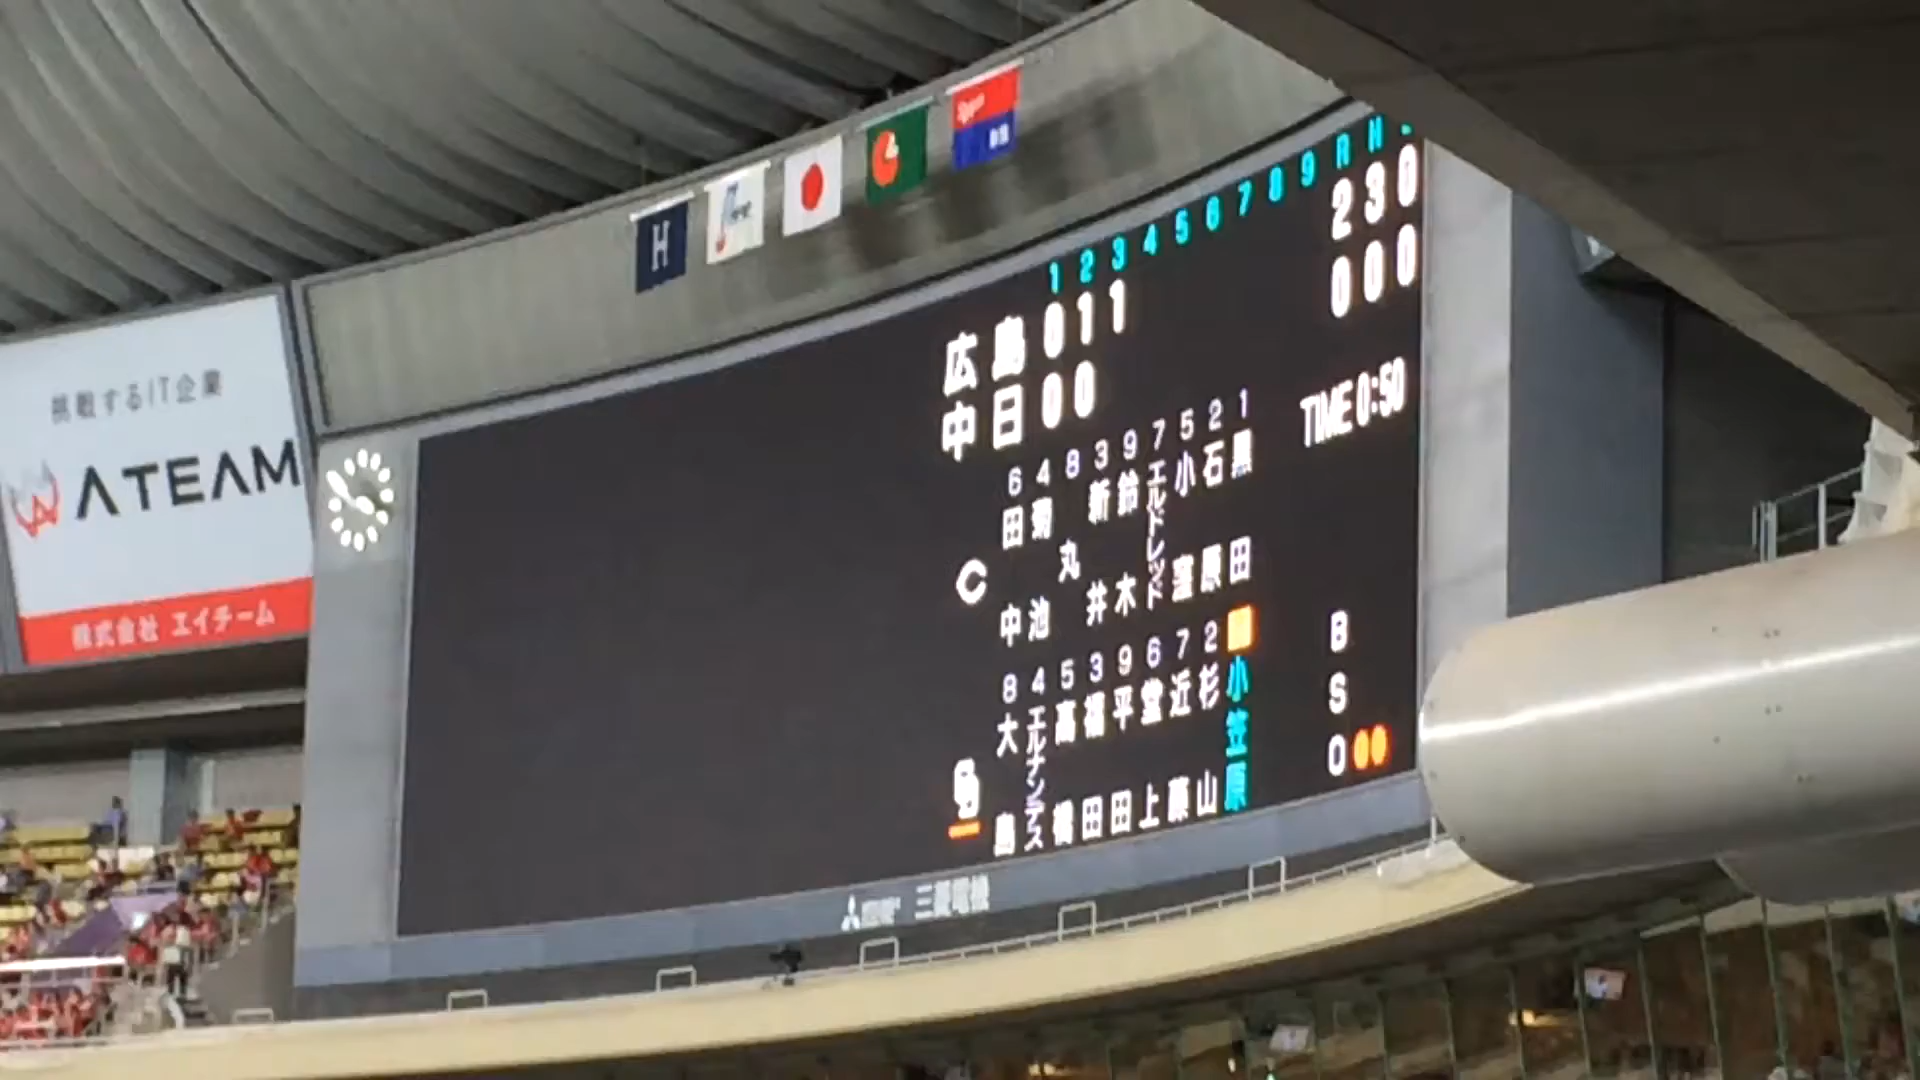 挑戦するIT企業
ATEAM
株式会社 エイチーム
H
1 2 3 4 5 6 7 8 9 R H
広島 0 1 1 2 3 0
中日 0 0 0 0 0
TIME 0:50
6 4 8 3 9 7 5 2 1
田中
菊池
丸
新井
鈴木
エルドレッド
小窪
石原
黒田
C
8 4 5 3 9 6 7 2
大島
エルナンデス
高橋
福田
平田
堂上
近藤
杉山
小笠原
B
S
O
三菱電機